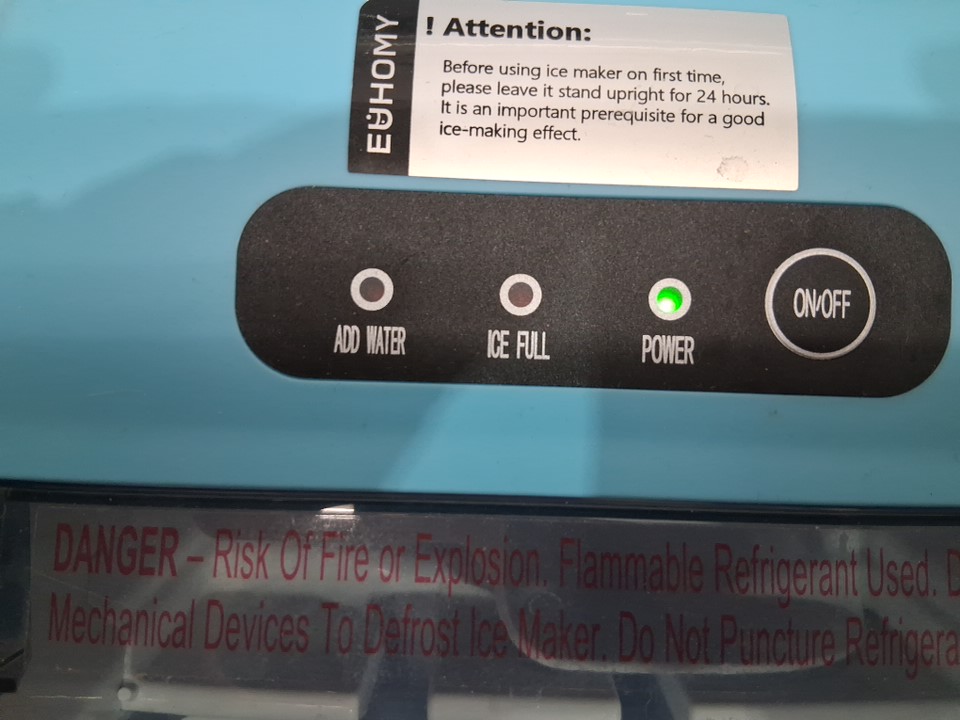 EUHOMY
! Attention:
Before using ice maker on first time,
please leave it stand upright for 24 hours.
It is an important prerequisite for a good
ice-making effect.
ADD WATER
ICE FULL
POWER
ON/OFF
DANGER – Risk Of Fire or Explosion. Flammable Refrigerant Used. D
Mechanical Devices To Defrost Ice Maker. Do Not Puncture Refrigera